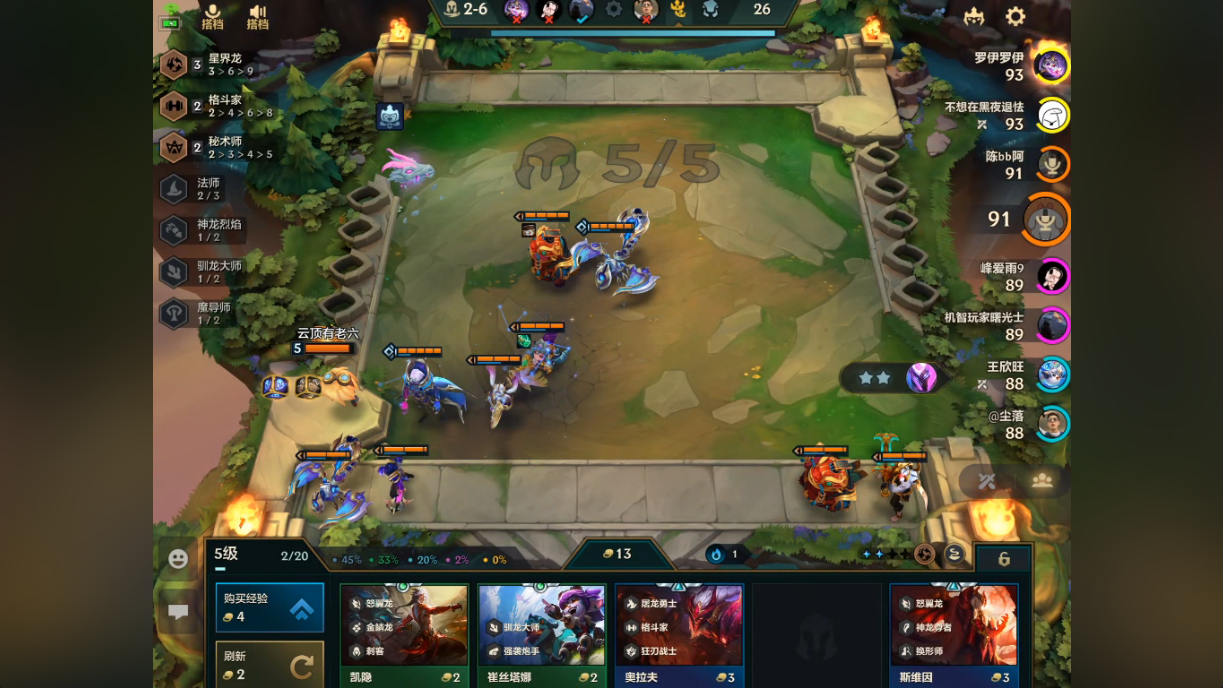 搭档
搭档
2-6
26
3
星界龙
3 > 6 > 9
2
格斗家
2 > 4 > 6 > 8
2
秘术师
2 > 3 > 4 > 5
法师
2 / 3
神龙烈焰
1 / 2
驯龙大师
1 / 2
魔导师
1 / 2
5/5
云顶有老六
5
罗伊罗伊
93
不想在黑夜退怯
93
陈bb阿
91
91
峰爱雨9
89
机智玩家曙光士
89
王欣旺
88
@尘落
88
5级
2/20
45%
33%
20%
2%
0%
13
1
6
购买经验
4
刷新
2
怒翼龙
金鳞龙
刺客
凯隐
2
驯龙大师
强袭炮手
崔丝塔娜
2
屠龙勇士
格斗家
狂刃战士
奥拉夫
3
怒翼龙
神龙尊者
换形师
斯维因
3